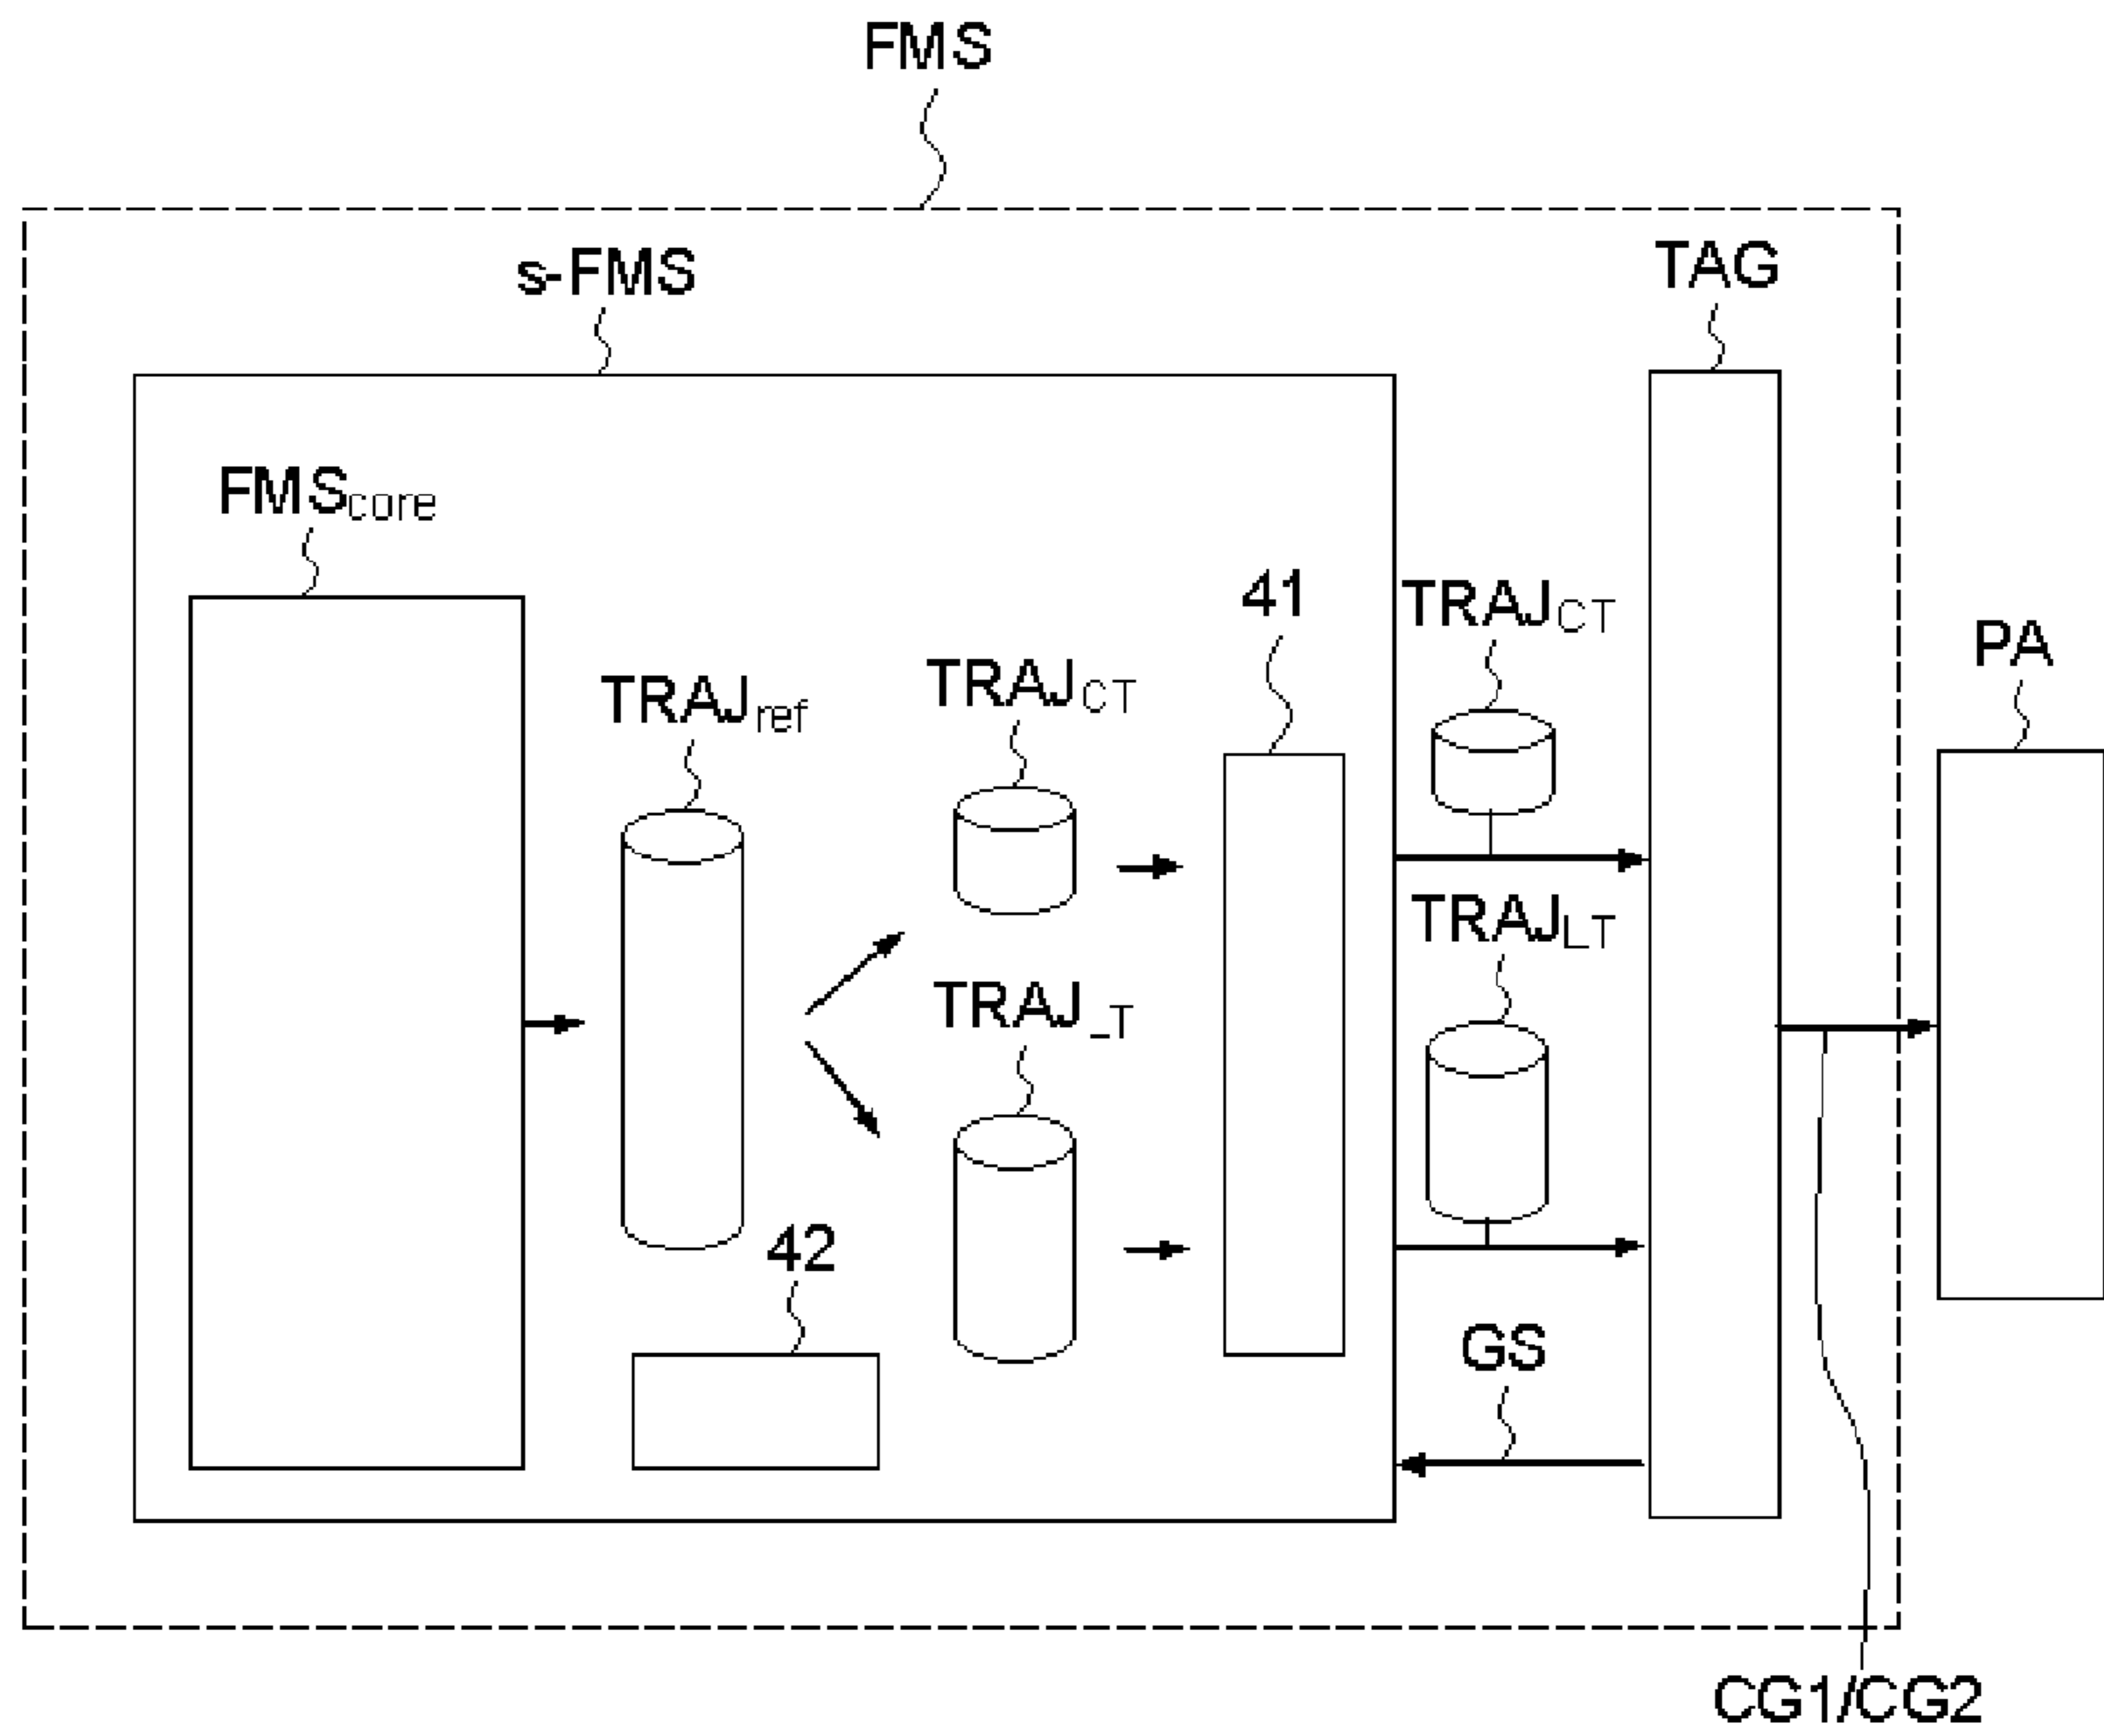 FMS
s-FMS
TAG
FMScore
41
TRAJCT
PA
TRAJref
TRAJCT
TRAJLT
TRAJ_T
42
GS
CG1/CG2